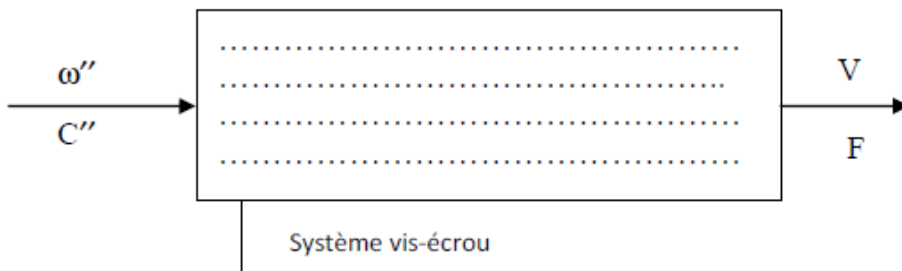 ω''
C''
…………………………………………
……………………………………….…..
…………………………………………
…………………………………………
V
F
Système vis-écrou